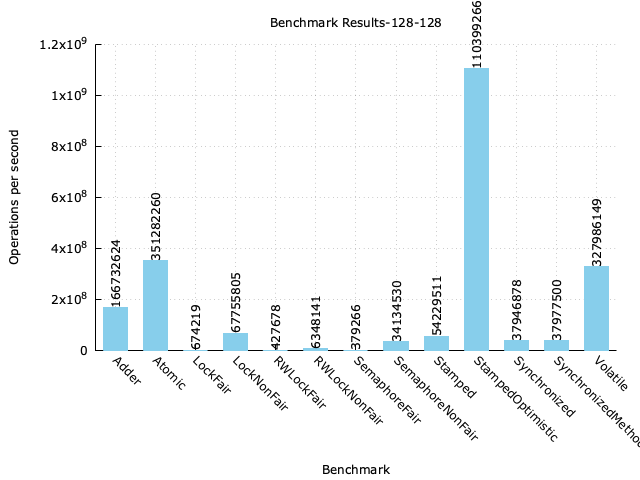 Benchmark Results-128-128
Operations per second
1.2x10⁹
1x10⁹
8x10⁸
6x10⁸
4x10⁸
2x10⁸
0
166732624
351282260
674219
67755805
427678
6348141
379266
34134530
54229511
110399266
37946878
37977500
327986149
Adder
Atomic
LockFair
LockNonFair
RWLockFair
RWLockNonFair
SemaphoreFair
SemaphoreNonFair
Stamped
StampedOptimistic
Synchronized
SynchronizedMetho
Volatile
Benchmark